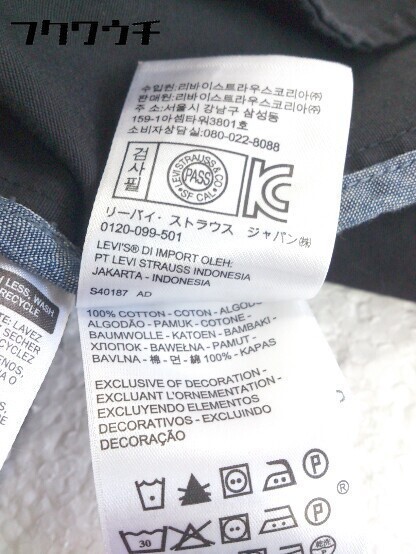 フクワウチ
수입원:리바이스트라우스코리아㈜
판매원:리바이스트라우스코리아㈜
주 소:서울시 강남구 삼성동
159-1아셈타워3801호
소비자상담실:080-022-8088
검사필
LEVI STRAUSS & CO
PASS
SF CAL.
リーバイ・ストラウス ジャパン㈱
0120-099-501
LEVI'S® DI IMPORT OLEH:
PT LEVI STRAUSS INDONESIA
JAKARTA - INDONESIA
S40187 AD
100% COTTON - COTON - ALGODÓN -
ALGODÃO - PAMUK - COTONE -
BAUMWOLLE - KATOEN - BAMBAKI -
ХЛОПОК - BAWEŁNA - PAMUT -
BAVLNA - 棉 - 면 - 綿 100% - KAPAS
EXCLUSIVE OF DECORATION -
EXCLUANT L'ORNEMENTATION -
EXCLUYENDO ELEMENTOS
DECORATIVOS - EXCLUINDO
DECORAÇÃO
LESS, WASH
RECYCLE
LAVEZ
SECHER
RECYCLEZ
30
P
P
®